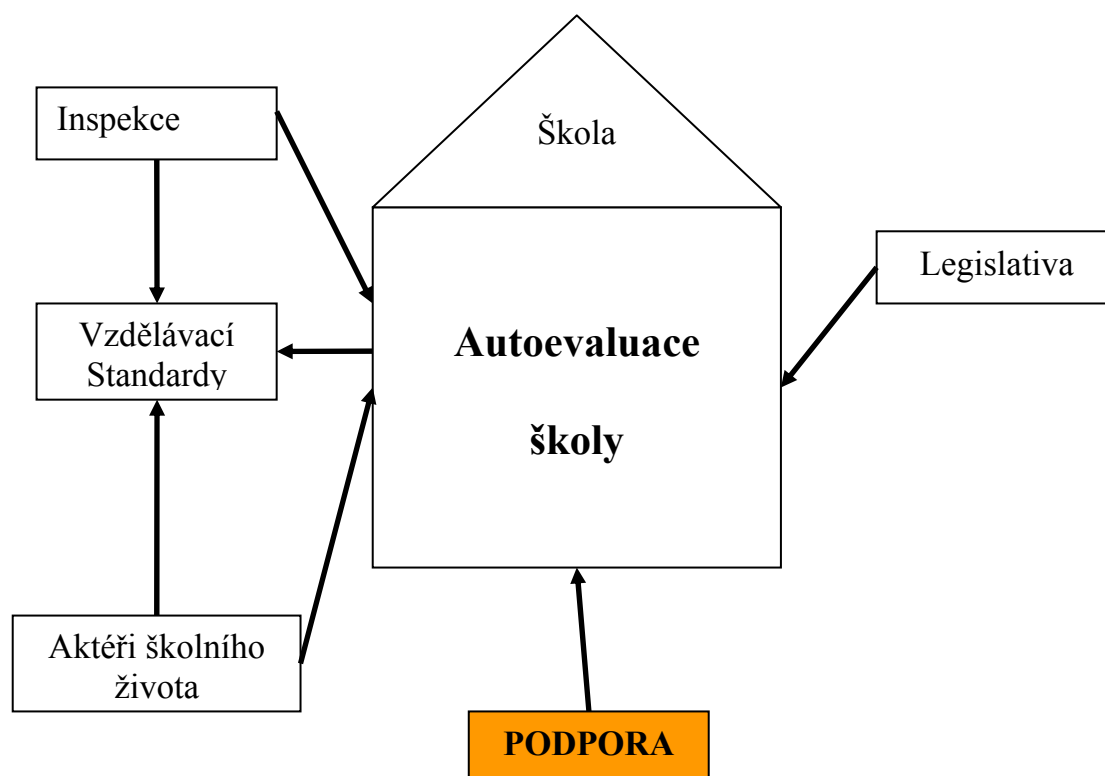 Škola
Inspekce
Legislativa
Vzdělávací
Standardy
Autoevaluace
školy
Aktéři školního
života
PODPORA